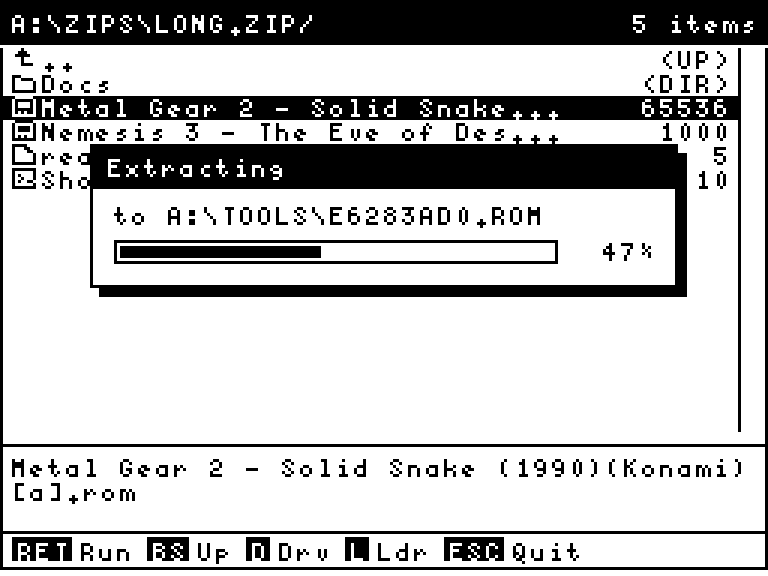 A:\ZIPS\LONG.ZIP/ 5 items
.. <UP>
Docs <DIR>
Metal Gear 2 - Solid Snake... 65536
Nemesis 3 - The Eve of Des... 1000
rea 5
Sho 10
Extracting
to A:\TOOLS\E6283AD0.ROM
47%
Metal Gear 2 - Solid Snake (1990)(Konami)
[a].rom
RET Run BS Up D Drv L Ldr ESC Quit